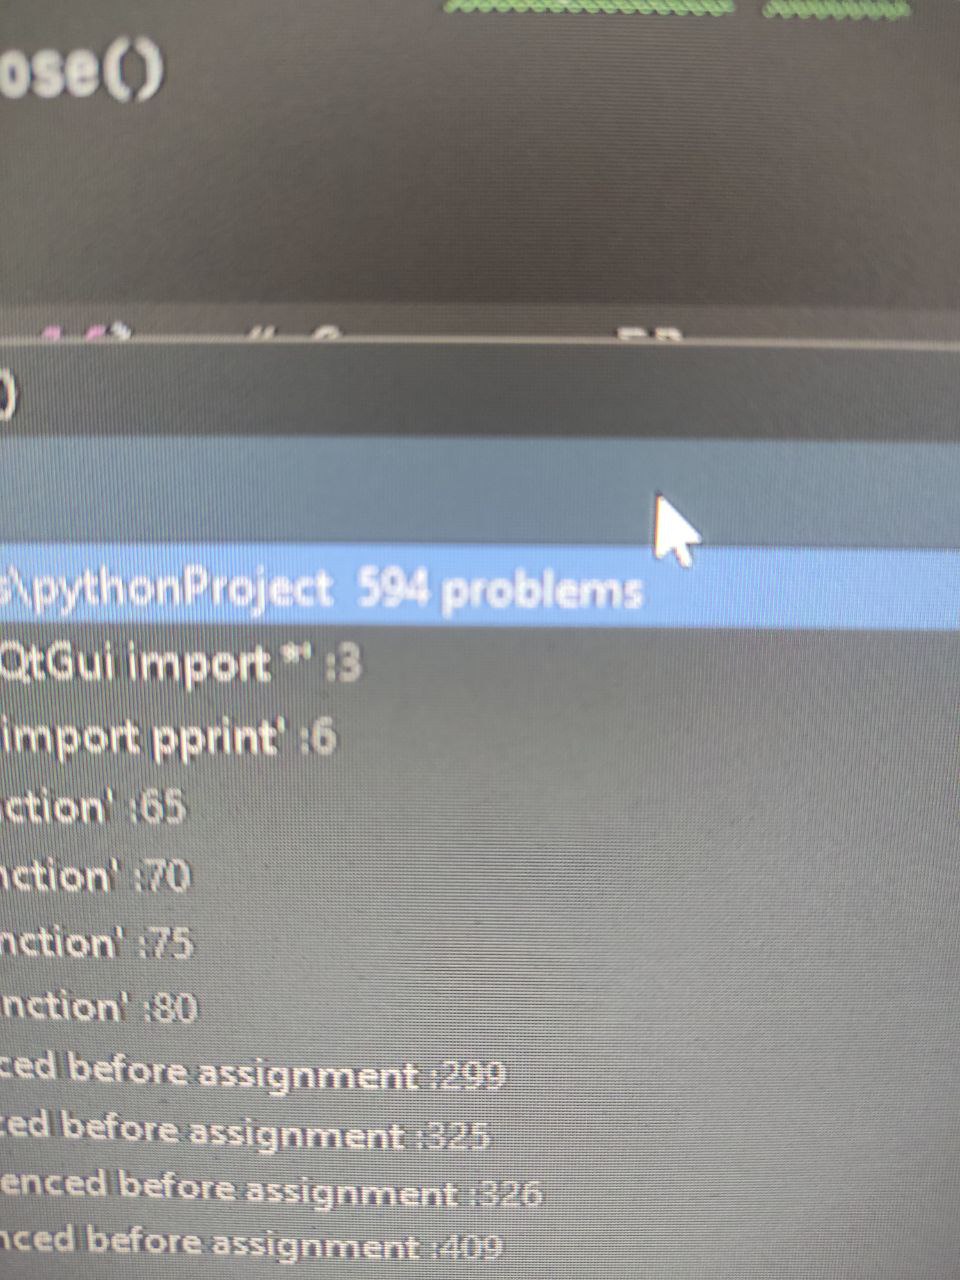 ose()
)
s\pythonProject 594 problems
QtGui import *' :3
import pprint' :6
ction' :65
nction' :70
nction' :75
nction' :80
ced before assignment :299
ced before assignment :325
enced before assignment :326
nced before assignment :409